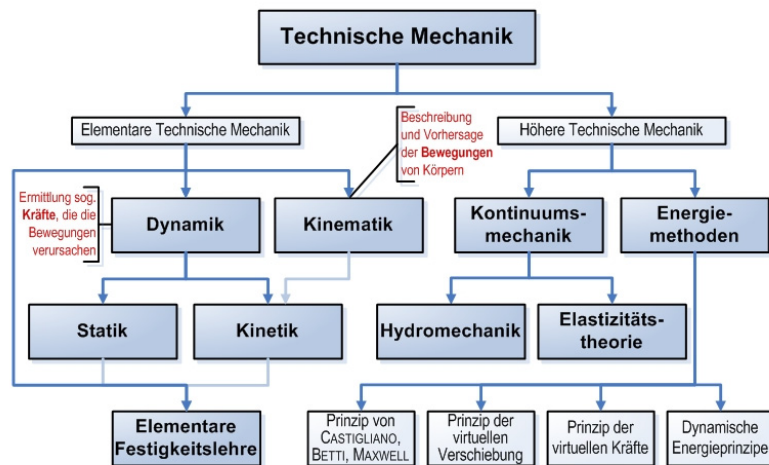 Technische Mechanik
Elementare Technische Mechanik
Beschreibung
und Vorhersage
der Bewegungen
von Körpern
Höhere Technische Mechanik
Ermittlung sog.
Kräfte, die die
Bewegungen
verursachen
Dynamik
Kinematik
Kontinuums-
mechanik
Energie-
methoden
Statik
Kinetik
Hydromechanik
Elastizitäts-
theorie
Elementare
Festigkeitslehre
Prinzip von
CASTIGLIANO,
BETTI, MAXWELL
Prinzip der
virtuellen
Verschiebung
Prinzip der
virtuellen Kräfte
Dynamische
Energieprinzipe